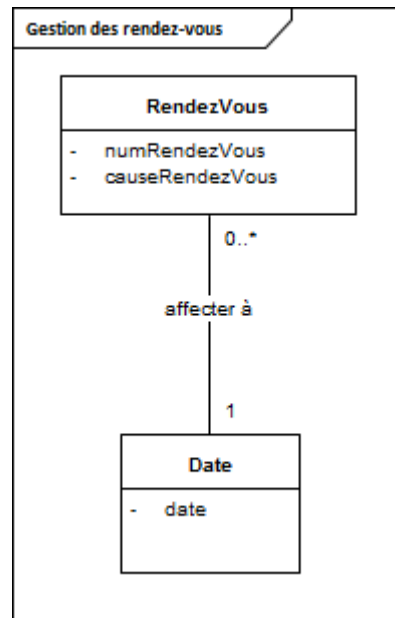 Gestion des rendez-vous
RendezVous
- numRendezVous
- causeRendezVous
0..*
affecter à
1
Date
- date